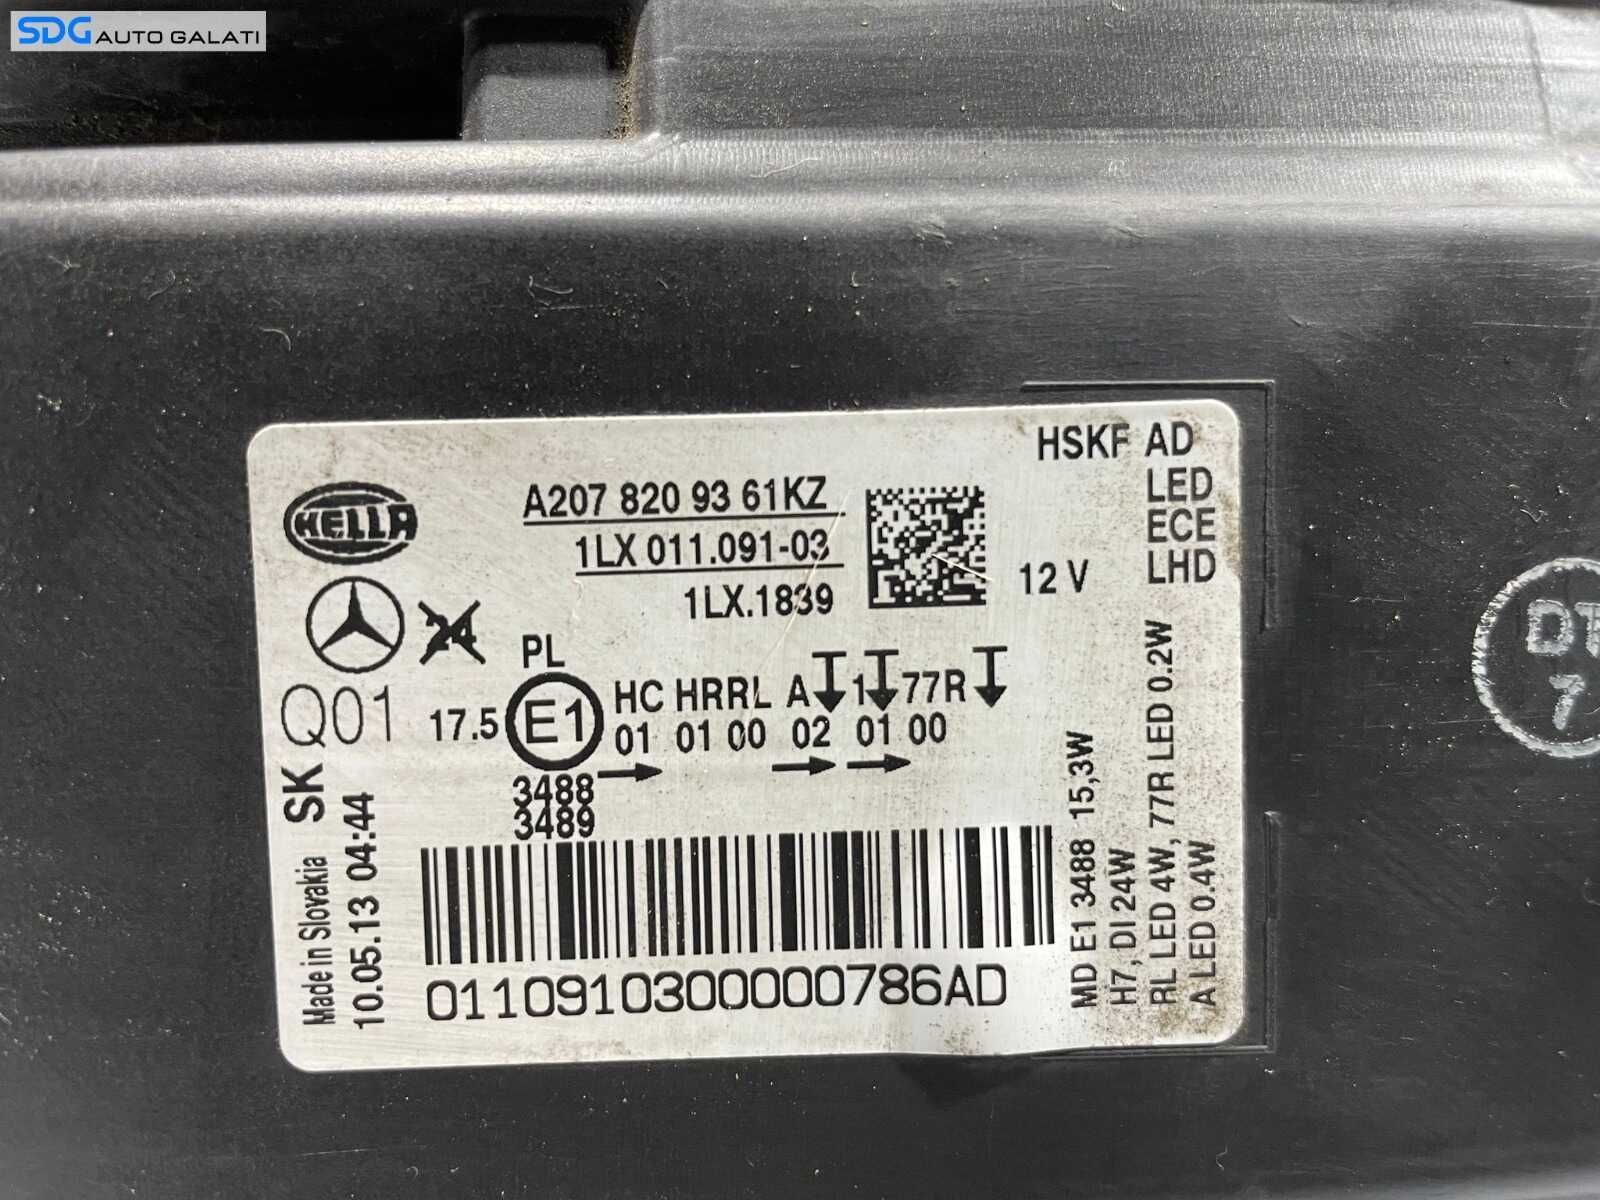 SDG AUTO GALATI
HSKF AD
LED
ECE
LHD
HELLA
A207 820 93 61KZ
1LX 011.091-03
1LX.1839
12 V
24
PL
Q01
17.5
E1
HC HRRL A 1 77R
01 01 00 02 01 00
3488
3489
SK
Made in Slovakia
10.05.13 04:44
0110910300000786AD
MD E1 3488 15,3W
H7, DI 24W
RL LED 4W, 77R LED 0.2W
A LED 0.4W
7